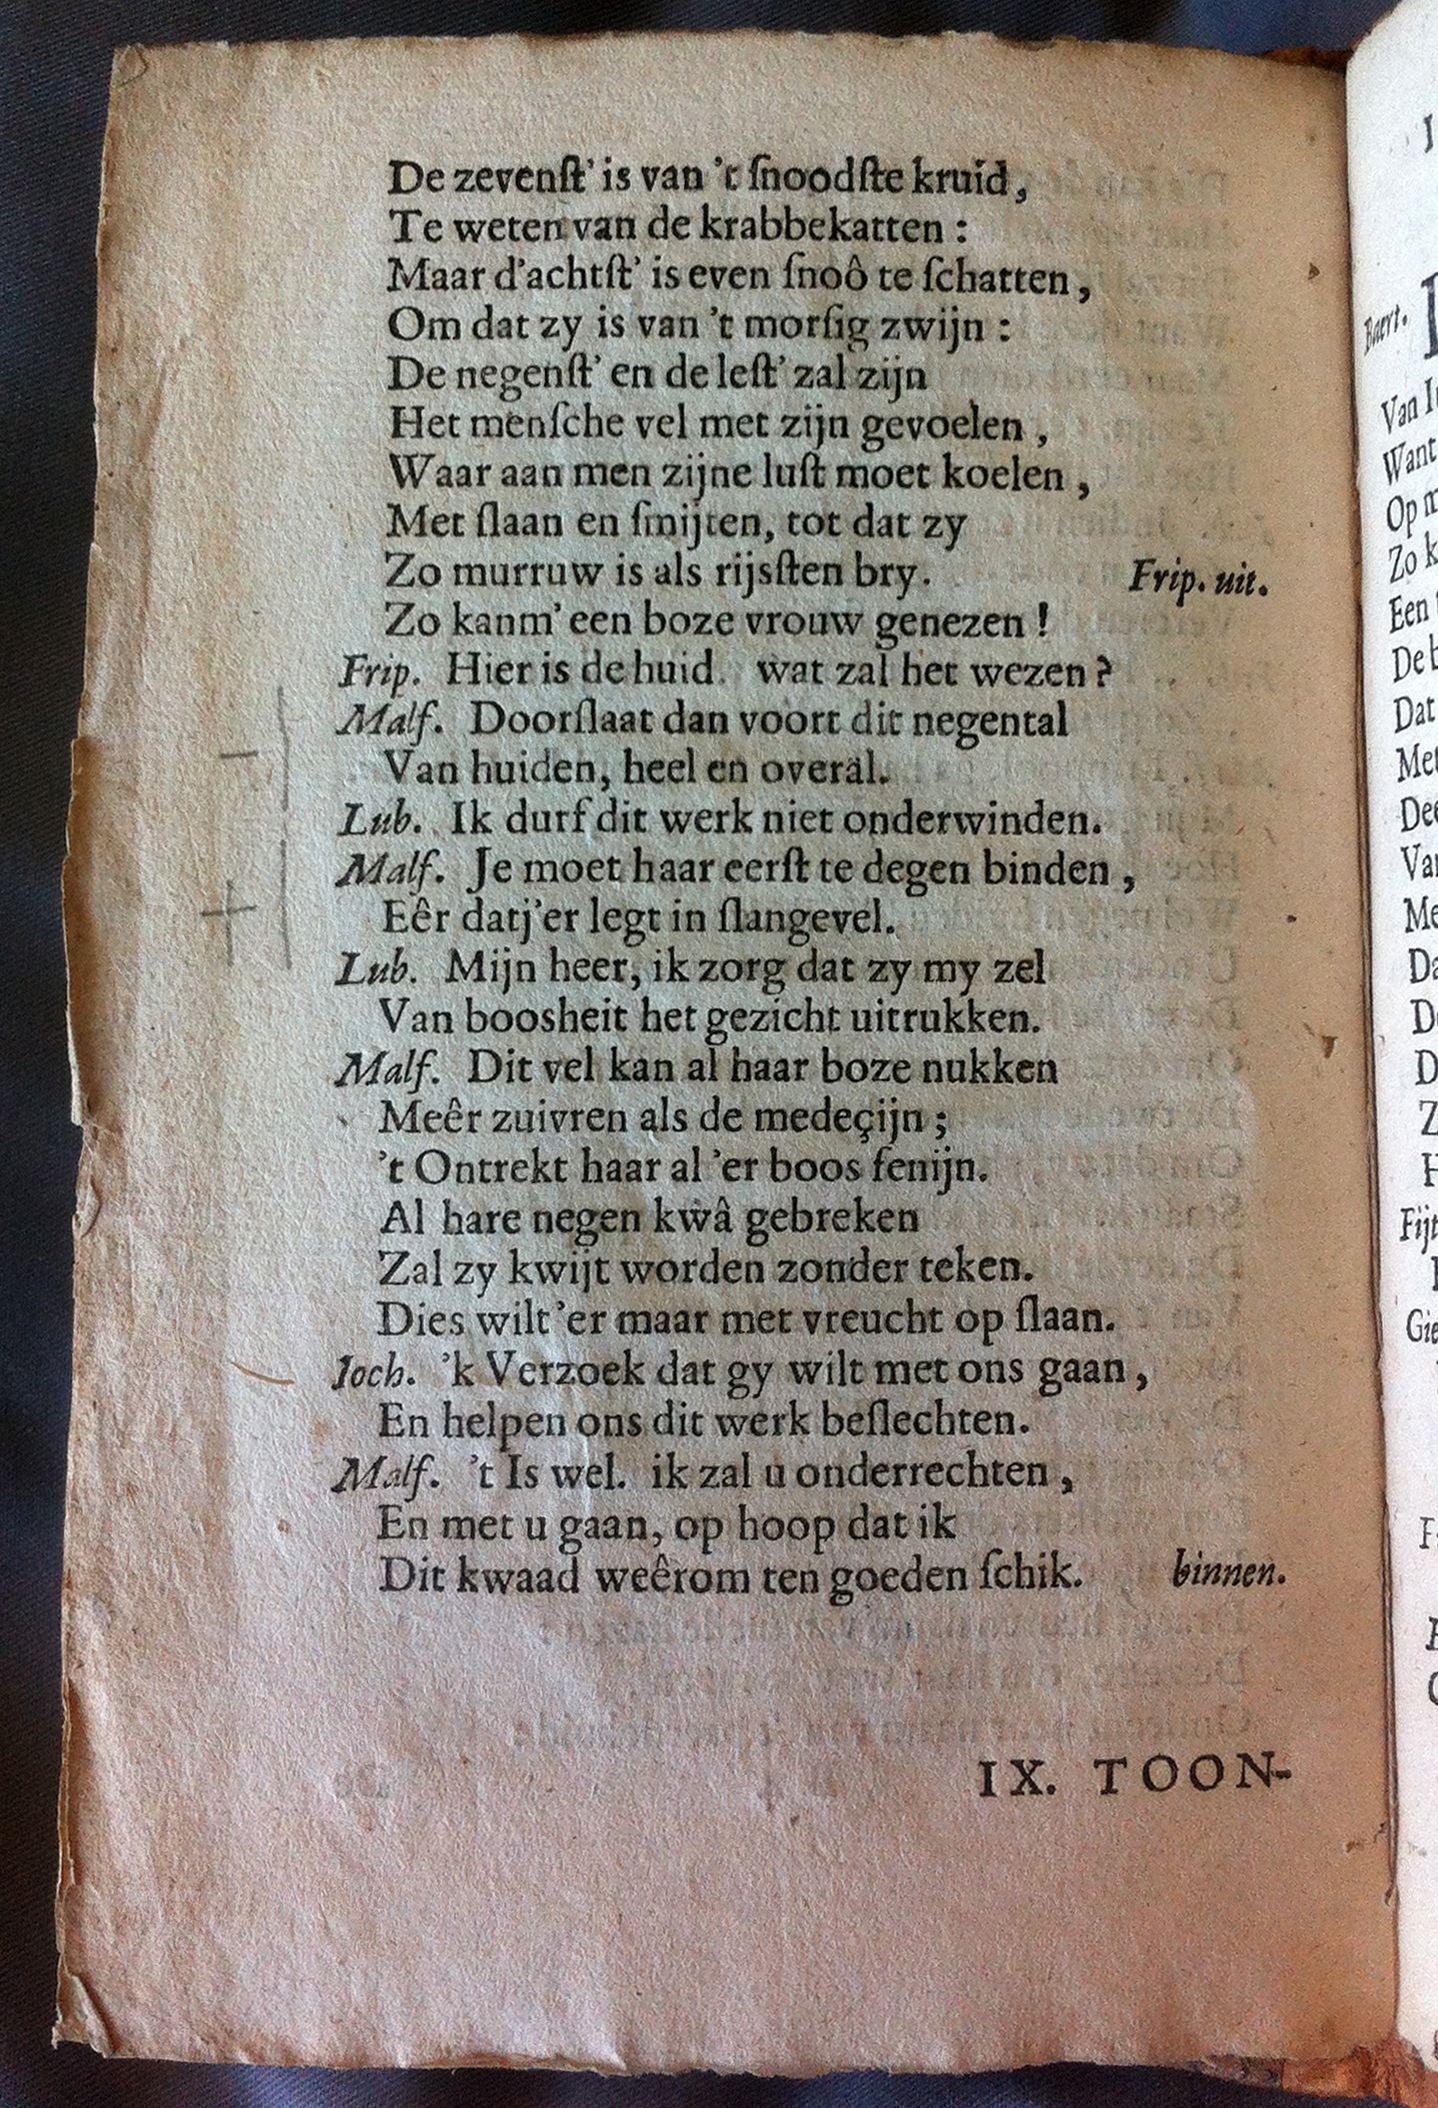 De zevenſt' is van 't ſnoodſte kruid,
Te weten van de krabbekatten :
Maar d'achtſt' is even ſnoô te ſchatten,
Om dat zy is van 't morſig zwijn :
De negenſt' en de leſt' zal zijn
Het menſche vel met zijn gevoelen,
Waar aan men zijne luſt moet koelen,
Met ſlaan en ſmijten, tot dat zy
Zo murruw is als rijsſten bry. Frip. uit.
Zo kanm' een boze vrouw genezen !
Frip. Hier is de huid. wat zal het wezen ?
Malf. Doorſlaat dan voort dit negental
Van huiden, heel en overal.
Lub. Ik durf dit werk niet onderwinden.
Malf. Je moet haar eerſt te degen binden,
Eêr datj'er legt in ſlangevel.
Lub. Mijn heer, ik zorg dat zy my zel
Van boosheit het gezicht uitrukken.
Malf. Dit vel kan al haar boze nukken
Meêr zuivren als de medeçijn ;
't Ontrekt haar al 'er boos fenijn.
Al hare negen kwâ gebreken
Zal zy kwijt worden zonder teken.
Dies wilt 'er maar met vreucht op ſlaan.
Joch. 'k Verzoek dat gy wilt met ons gaan,
En helpen ons dit werk beſlechten.
Malf. 't Is wel. ik zal u onderrechten,
En met u gaan, op hoop dat ik
Dit kwaad weêrom ten goeden ſchik. binnen.
IX. TOON-
Baert.
Van
Want
Op
Zo
Een
De
Dat
Met